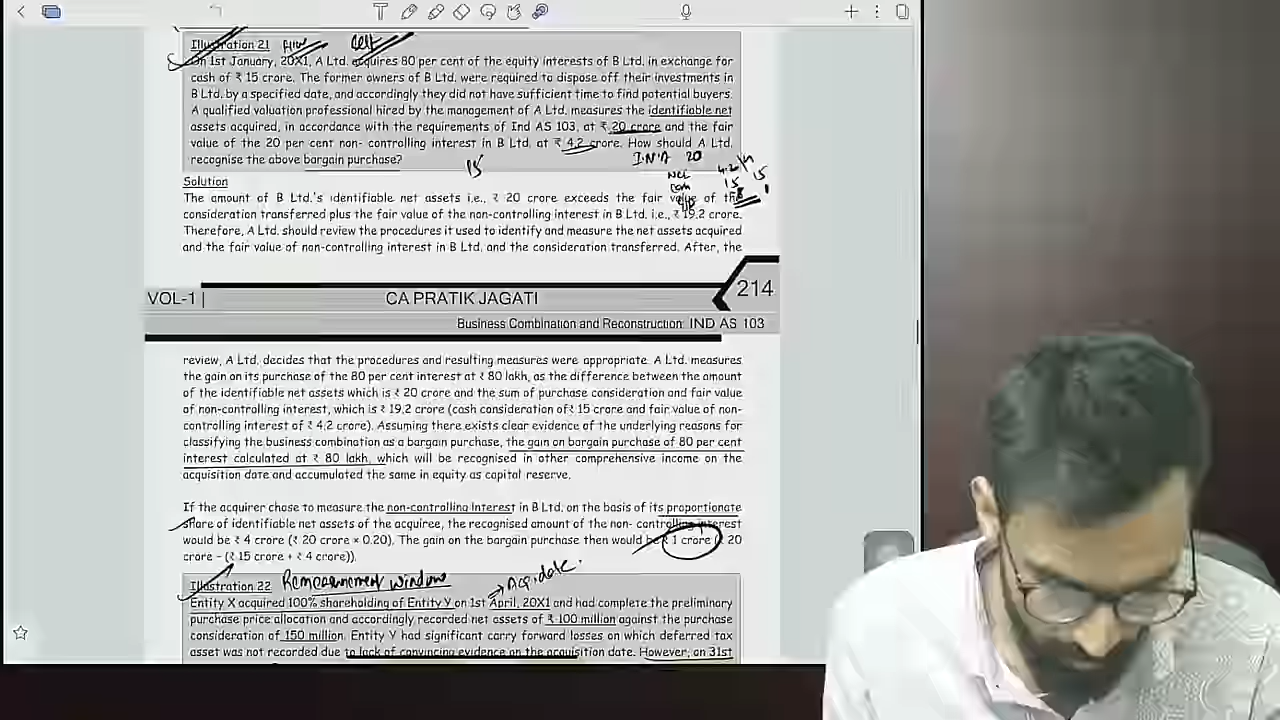 Illustration 21
On 1st January, 20X1, A Ltd. acquires 80 per cent of the equity interests of B Ltd. in exchange for
cash of ₹ 15 crore. The former owners of B Ltd. were required to dispose off their investments in
B Ltd. by a specified date, and accordingly they did not have sufficient time to find potential buyers.
A qualified valuation professional hired by the management of A Ltd. measures the identifiable net
assets acquired, in accordance with the requirements of Ind AS 103, at ₹ 20 crore and the fair
value of the 20 per cent non- controlling interest in B Ltd. at ₹ 4.2 crore. How should A Ltd.
recognise the above bargain purchase?
15
I.N.A 20
NCI 4.20 4
Cash 15 15
Solution
The amount of B Ltd.'s identifiable net assets i.e., ₹ 20 crore exceeds the fair value of the
consideration transferred plus the fair value of the non-controlling interest in B Ltd. i.e., ₹ 19.2 crore.
Therefore, A Ltd. should review the procedures it used to identify and measure the net assets acquired
and the fair value of non-controlling interest in B Ltd. and the consideration transferred. After, the
VOL-1 |
CA PRATIK JAGATI
214
Business Combination and Reconstruction: IND AS 103
review, A Ltd. decides that the procedures and resulting measures were appropriate. A Ltd. measures
the gain on its purchase of the 80 per cent interest at ₹ 80 lakh, as the difference between the amount
of the identifiable net assets which is ₹ 20 crore and the sum of purchase consideration and fair value
of non-controlling interest, which is ₹ 19.2 crore (cash consideration of ₹ 15 crore and fair value of non-
controlling interest of ₹ 4.2 crore). Assuming there exists clear evidence of the underlying reasons for
classifying the business combination as a bargain purchase, the gain on bargain purchase of 80 per cent
interest calculated at ₹ 80 lakh, which will be recognised in other comprehensive income on the
acquisition date and accumulated the same in equity as capital reserve.
If the acquirer chose to measure the non-controlling Interest in B Ltd. on the basis of its proportionate
share of identifiable net assets of the acquiree, the recognised amount of the non- controlling interest
would be ₹ 4 crore (₹ 20 crore × 0.20). The gain on the bargain purchase then would be ₹ 1 crore (₹ 20
crore – (₹ 15 crore + ₹ 4 crore)).
Illustration 22 Remeasurement window
→ Acq. date.
Entity X acquired 100% shareholding of Entity Y on 1st April, 20X1 and had complete the preliminary
purchase price allocation and accordingly recorded net assets of ₹ 100 million against the purchase
consideration of 150 million. Entity Y had significant carry forward losses on which deferred tax
asset was not recorded due to lack of convincing evidence on the acquisition date. However, on 31st